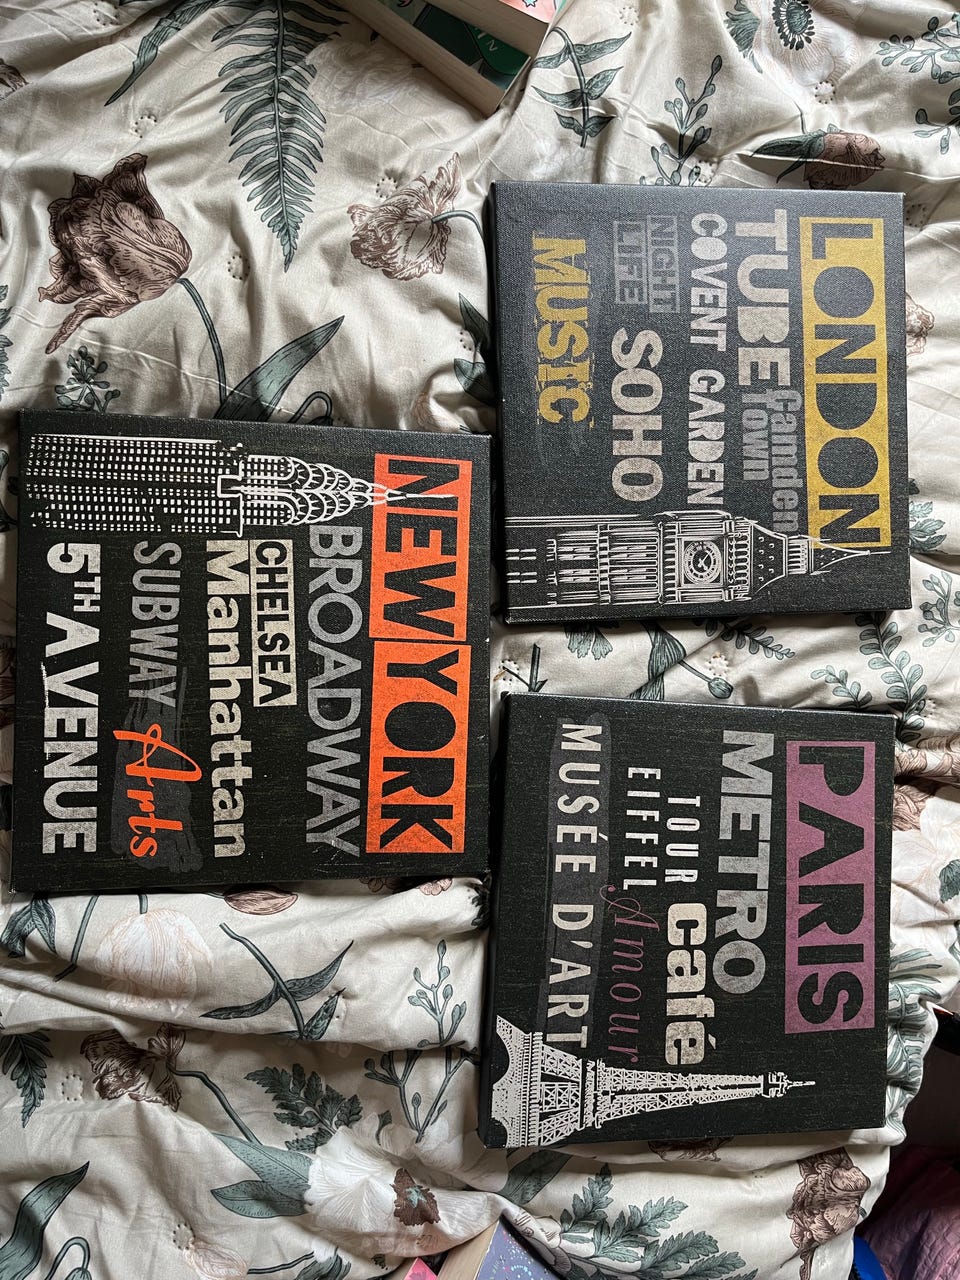 LONDON
TUBE
Camden
Town
COVENT GARDEN
NIGHT
LIFE
SOHO
MUSIC
NEW YORK
BROADWAY
CHELSEA
Manhattan
SUBWAY
Arts
5TH AVENUE
PARIS
METRO
café
TOUR
EIFFEL
Amour
MUSÉE D'ART